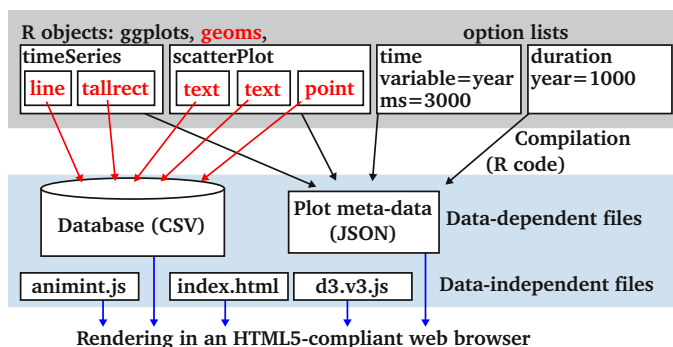 R objects: ggplots, geoms, option lists
timeSeries
line tallrect
scatterPlot
text text point
time
variable=year
ms=3000
duration
year=1000
Compilation
(R code)
Database (CSV)
Plot meta-data
(JSON)
Data-dependent files
animint.js index.html d3.v3.js Data-independent files
Rendering in an HTML5-compliant web browser